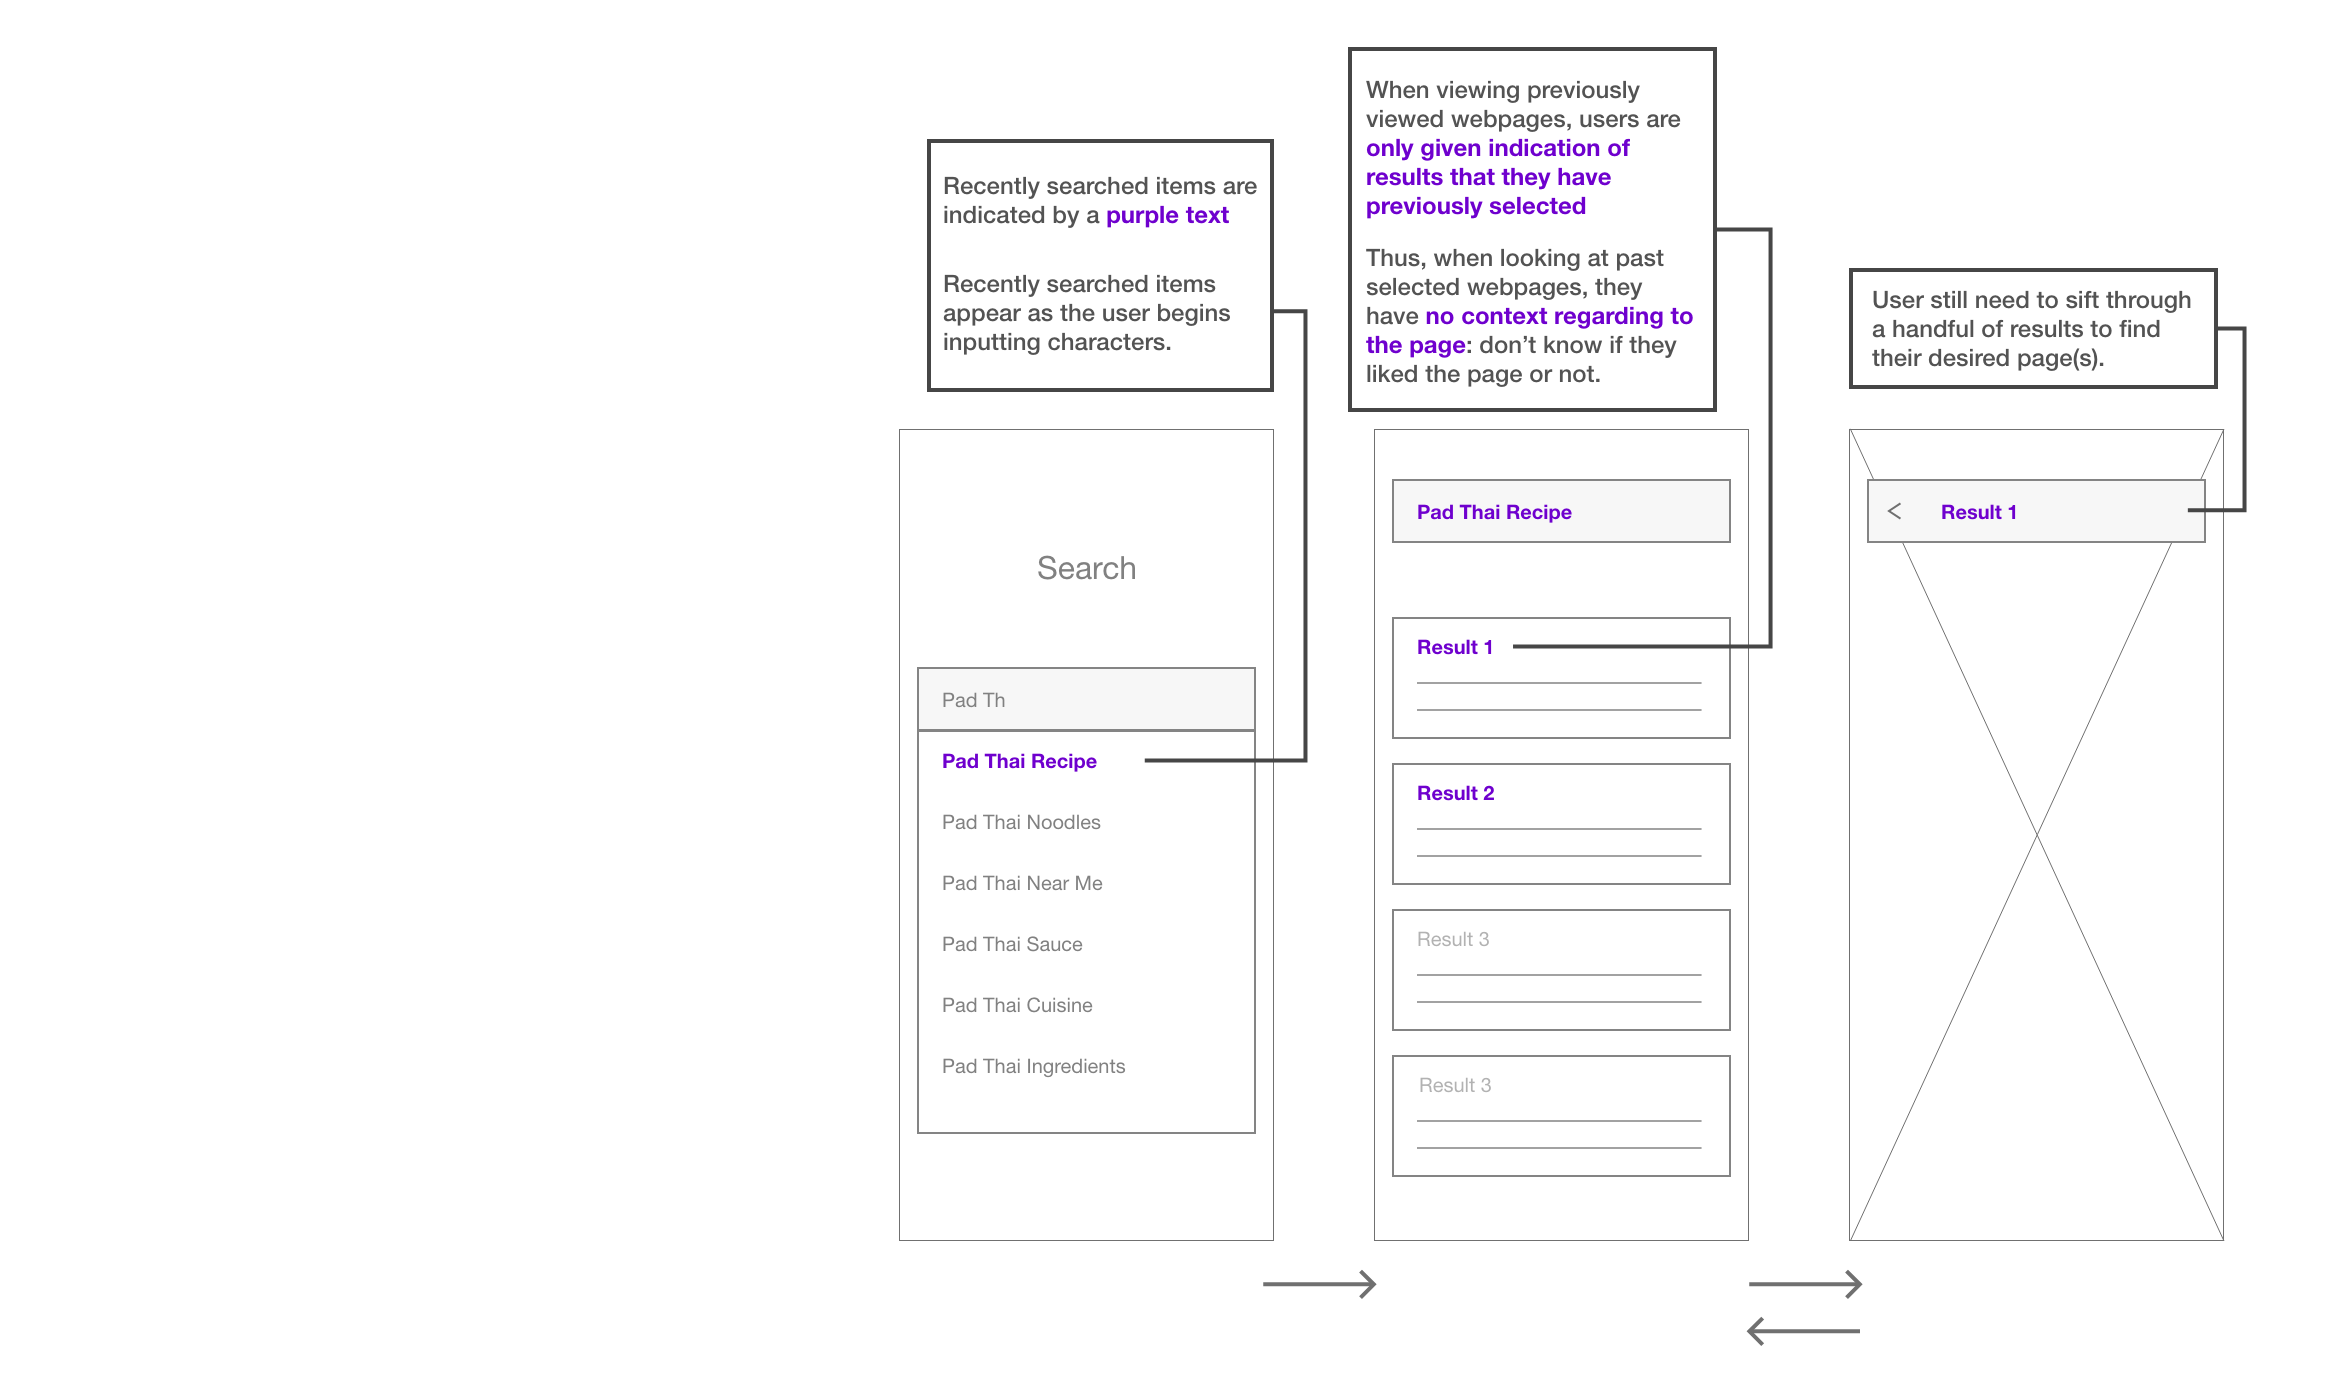 Recently searched items are
indicated by a purple text
Recently searched items
appear as the user begins
inputting characters.
Search
Pad Th
Pad Thai Recipe
Pad Thai Noodles
Pad Thai Near Me
Pad Thai Sauce
Pad Thai Cuisine
Pad Thai Ingredients
When viewing previously
viewed webpages, users are
only given indication of
results that they have
previously selected
Thus, when looking at past
selected webpages, they
have no context regarding to
the page: don’t know if they
liked the page or not.
Pad Thai Recipe
Result 1
Result 2
Result 3
Result 3
User still need to sift through
a handful of results to find
their desired page(s).
< Result 1